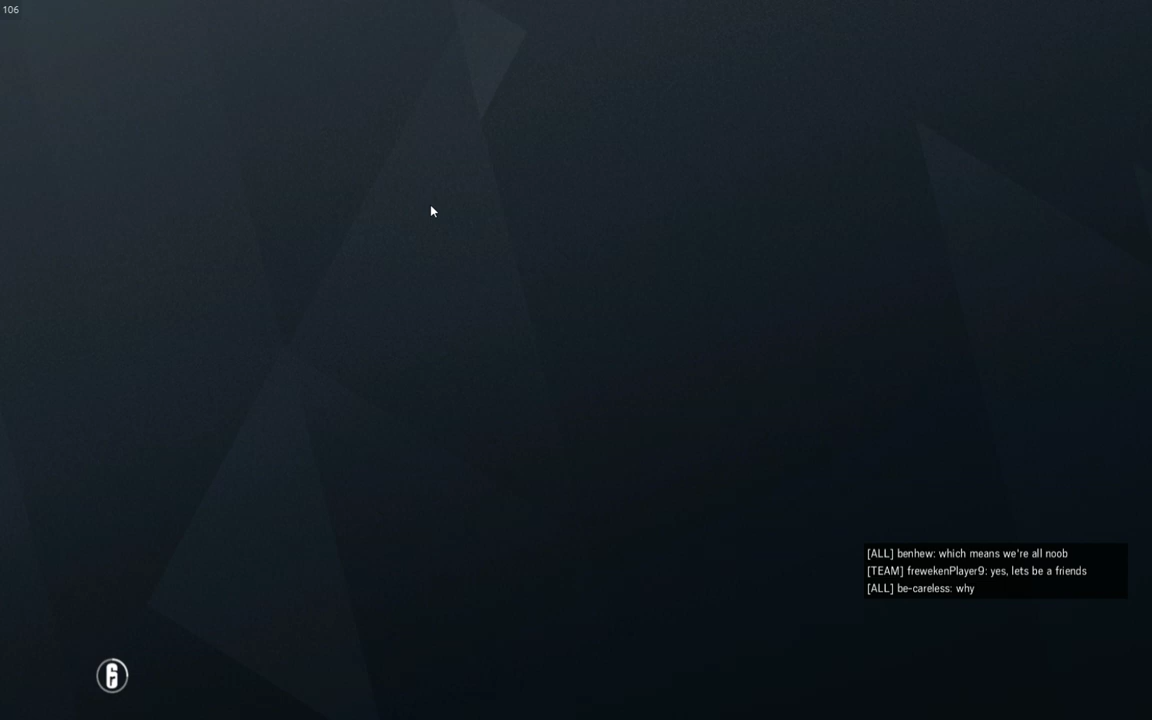 106
[ALL] benhew: which means we're all noob
[TEAM] frewekenPlayer9: yes, lets be a friends
[ALL] be-careless: why
6